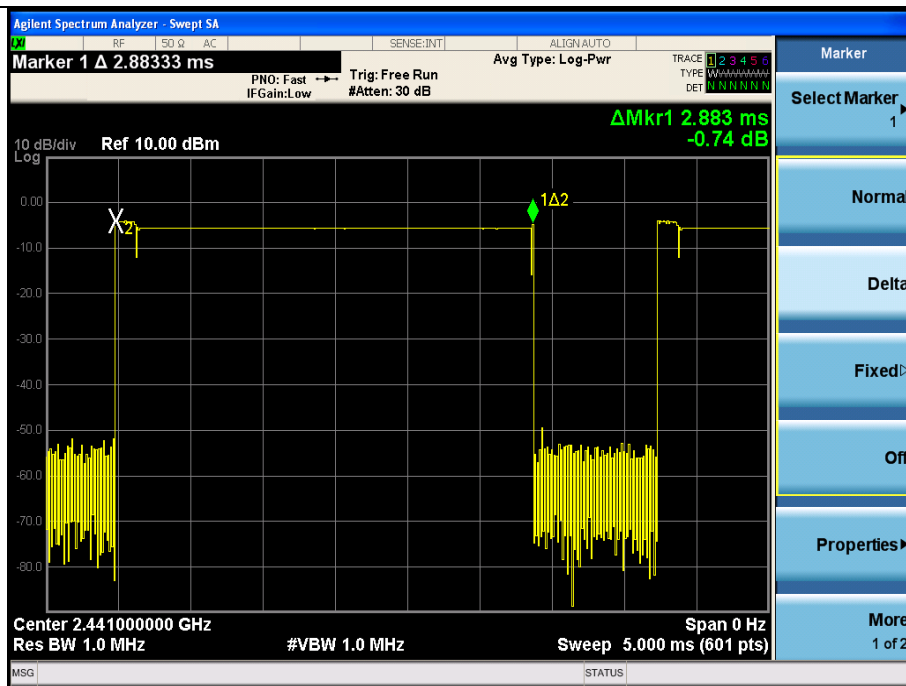 Agilent Spectrum Analyzer - Swept SA
LXI RF 50 Ω AC SENSE:INT ALIGNAUTO
Marker 1 Δ 2.88333 ms
PNO: Fast
IFGain:Low
Trig: Free Run
#Atten: 30 dB
Avg Type: Log-Pwr
TRACE 1 2 3 4 5 6
TYPE WWWWWW
DET N N N N N N
ΔMkr1 2.883 ms
-0.74 dB
10 dB/div
Log
Ref 10.00 dBm
0.00
-10.0
-20.0
-30.0
-40.0
-50.0
-60.0
-70.0
-80.0
X2
1Δ2
Center 2.441000000 GHz
Span 0 Hz
Res BW 1.0 MHz
#VBW 1.0 MHz
Sweep 5.000 ms (601 pts)
MSG
STATUS
Marker
Select Marker
1
Normal
Delta
Fixed
Off
Properties
More
1 of 2